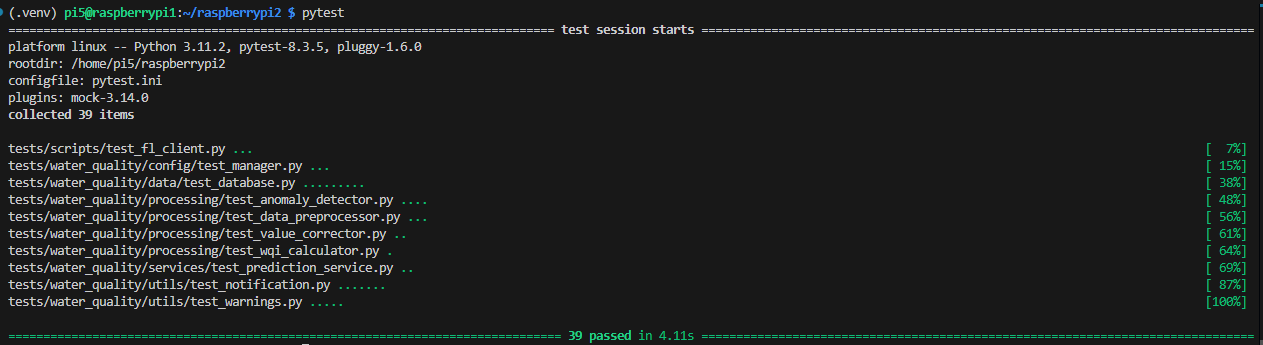 (.venv) pi5@raspberrypi1:~/raspberrypi2 $ pytest
============================== test session starts ==============================
platform linux -- Python 3.11.2, pytest-8.3.5, pluggy-1.6.0
rootdir: /home/pi5/raspberrypi2
configfile: pytest.ini
plugins: mock-3.14.0
collected 39 items
tests/scripts/test_fl_client.py ... [  7%]
tests/water_quality/config/test_manager.py ... [ 15%]
tests/water_quality/data/test_database.py ......... [ 38%]
tests/water_quality/processing/test_anomaly_detector.py .... [ 48%]
tests/water_quality/processing/test_data_preprocessor.py ... [ 56%]
tests/water_quality/processing/test_value_corrector.py .. [ 61%]
tests/water_quality/processing/test_wqi_calculator.py . [ 64%]
tests/water_quality/services/test_prediction_service.py .. [ 69%]
tests/water_quality/utils/test_notification.py ....... [ 87%]
tests/water_quality/utils/test_warnings.py ..... [100%]
============================== 39 passed in 4.11s ==============================